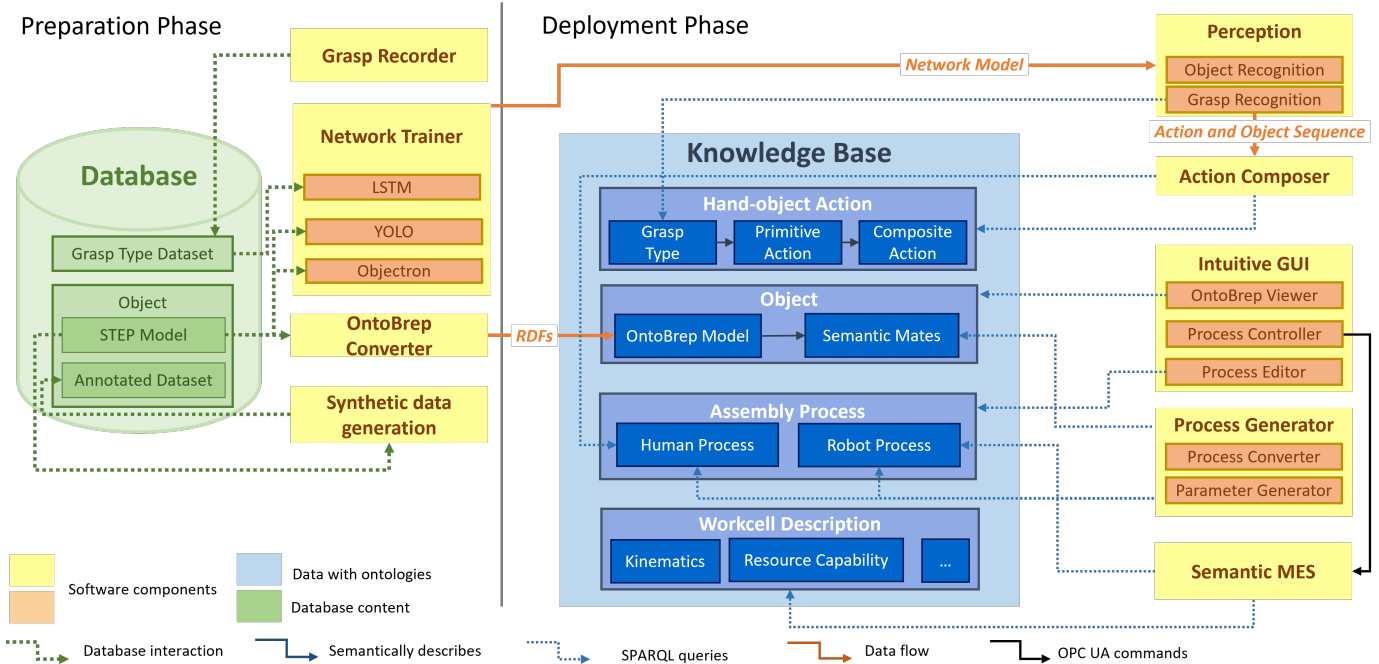 Preparation Phase
Deployment Phase
Grasp Recorder
Network Trainer
LSTM
YOLO
Objectron
Database
Grasp Type Dataset
Object
STEP Model
Annotated Dataset
OntoBrep
Converter
Synthetic data
generation
RDFs
Network Model
Perception
Object Recognition
Grasp Recognition
Action and Object Sequence
Action Composer
Knowledge Base
Hand-object Action
Grasp
Type
Primitive
Action
Composite
Action
Object
OntoBrep Model
Semantic Mates
Assembly Process
Human Process
Robot Process
Workcell Description
Kinematics
Resource Capability
...
Intuitive GUI
OntoBrep Viewer
Process Controller
Process Editor
Process Generator
Process Converter
Parameter Generator
Semantic MES
Software components
Data with ontologies
Database content
Database interaction
Semantically describes
SPARQL queries
Data flow
OPC UA commands